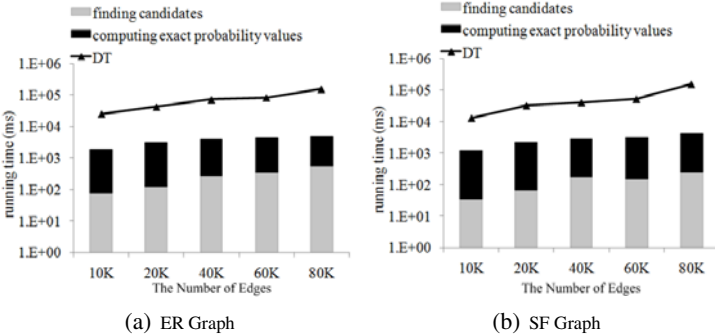 finding candidates
computing exact probability values
DT
1.E+06
1.E+05
1.E+04
1.E+03
1.E+02
1.E+01
1.E+00
running time (ms)
10K 20K 40K 60K 80K
The Number of Edges
(a) ER Graph
finding candidates
computing exact probability values
DT
1.E+06
1.E+05
1.E+04
1.E+03
1.E+02
1.E+01
1.E+00
running time (ms)
10K 20K 40K 60K 80K
The Number of Edges
(b) SF Graph